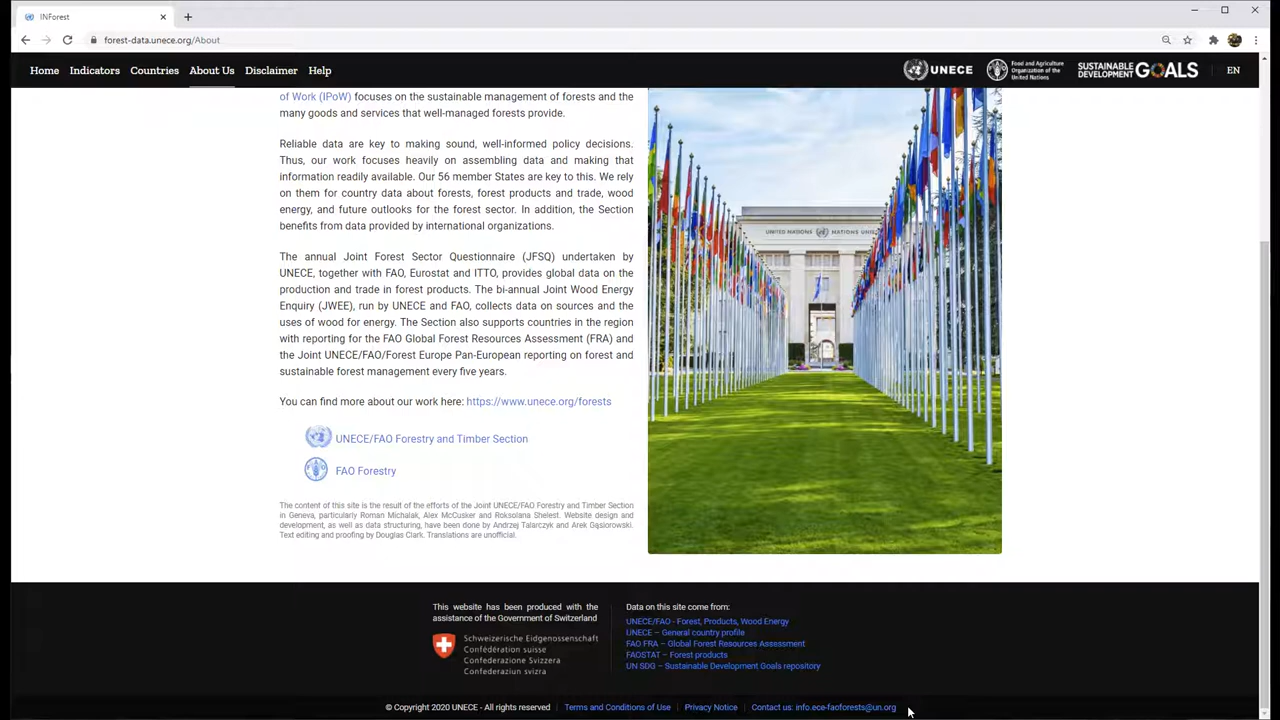 INForest
forest-data.unece.org/About
Home Indicators Countries About Us Disclaimer Help
UNECE
Food and Agriculture
Organization of the
United Nations
SUSTAINABLE
DEVELOPMENT GOALS
EN
of Work (IPoW) focuses on the sustainable management of forests and the
many goods and services that well-managed forests provide.
Reliable data are key to making sound, well-informed policy decisions.
Thus, our work focuses heavily on assembling data and making that
information readily available. Our 56 member States are key to this. We rely
on them for country data about forests, forest products and trade, wood
energy, and future outlooks for the forest sector. In addition, the Section
benefits from data provided by international organizations.
The annual Joint Forest Sector Questionnaire (JFSQ) undertaken by
UNECE, together with FAO, Eurostat and ITTO, provides global data on the
production and trade in forest products. The bi-annual Joint Wood Energy
Enquiry (JWEE), run by UNECE and FAO, collects data on sources and the
uses of wood for energy. The Section also supports countries in the region
with reporting for the FAO Global Forest Resources Assessment (FRA) and
the Joint UNECE/FAO/Forest Europe Pan-European reporting on forest and
sustainable forest management every five years.
You can find more about our work here: https://www.unece.org/forests
UNECE/FAO Forestry and Timber Section
FAO Forestry
The content of this site is the result of the efforts of the Joint UNECE/FAO Forestry and Timber Section
in Geneva, particularly Roman Michalak, Alex McCusker and Roksolana Shelest. Website design and
development, as well as data structuring, have been done by Andrzej Talarczyk and Arek Gąsiorowski.
Text editing and proofing by Douglas Clark. Translations are unofficial.
UNITED NATIONS NATIONS UNIES
This website has been produced with the
assistance of the Government of Switzerland
Schweizerische Eidgenossenschaft
Confédération suisse
Confederazione Svizzera
Confederaziun svizra
Data on this site come from:
UNECE/FAO - Forest, Products, Wood Energy
UNECE – General country profile
FAO FRA – Global Forest Resources Assessment
FAOSTAT – Forest products
UN SDG – Sustainable Development Goals repository
© Copyright 2020 UNECE - All rights reserved Terms and Conditions of Use Privacy Notice Contact us: info.ece-faoforests@un.org